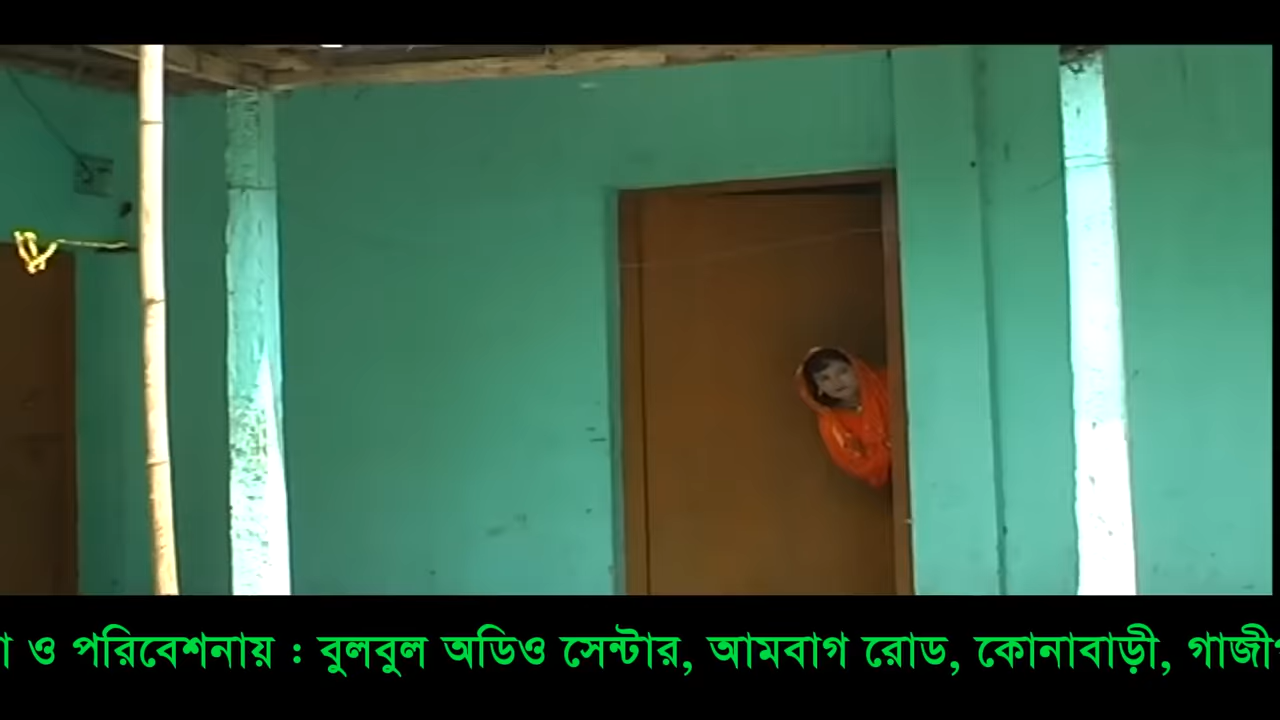 ও পরিবেশনায় : বুলবুল অডিও সেন্টার, আমবাগ রোড, কোনাবাড়ী,